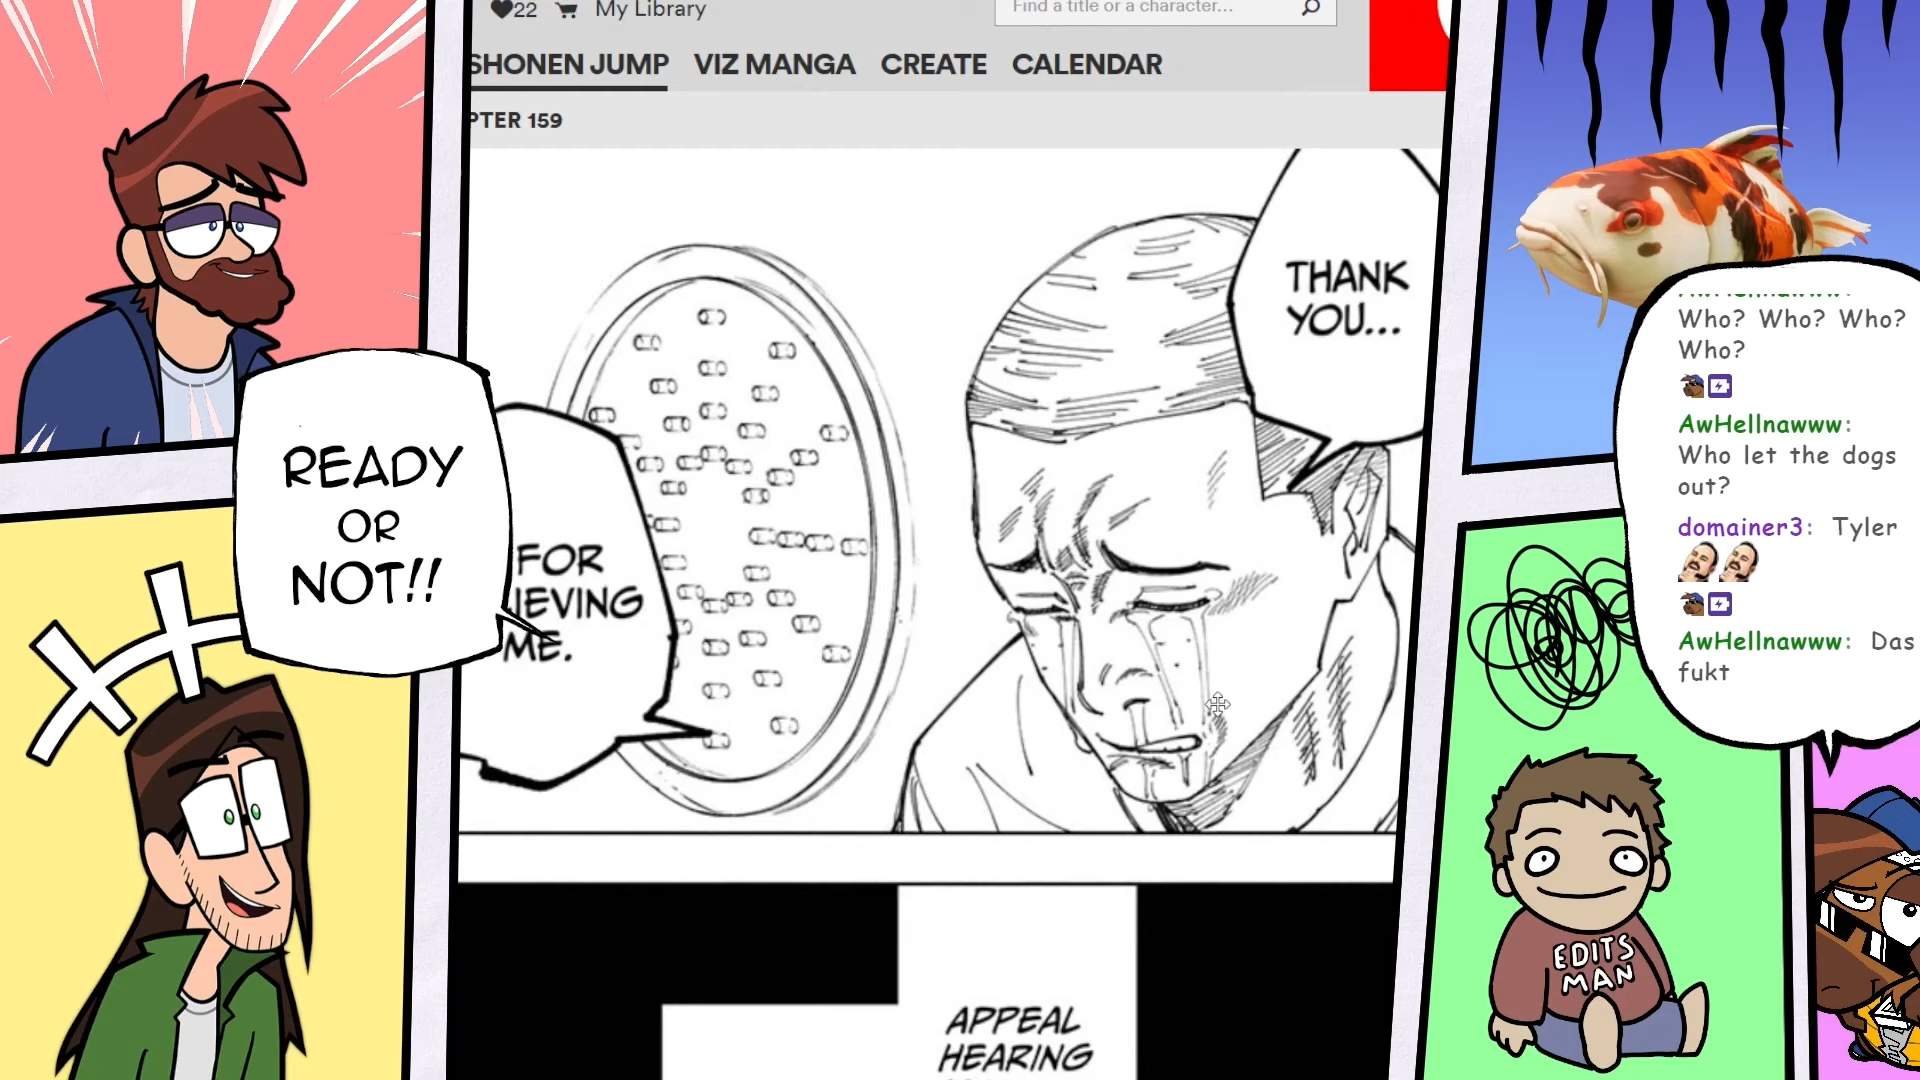 22 My Library
Find a title or a character...
SHONEN JUMP VIZ MANGA CREATE CALENDAR
PTER 159
THANK
YOU...
READY
OR
NOT!!
FOR
IEVING
ME.
Who? Who? Who?
Who?
AwHellnawww:
Who let the dogs
out?
domainer3: Tyler
AwHellnawww: Das
fukt
EDITS
MAN
APPEAL
HEARING